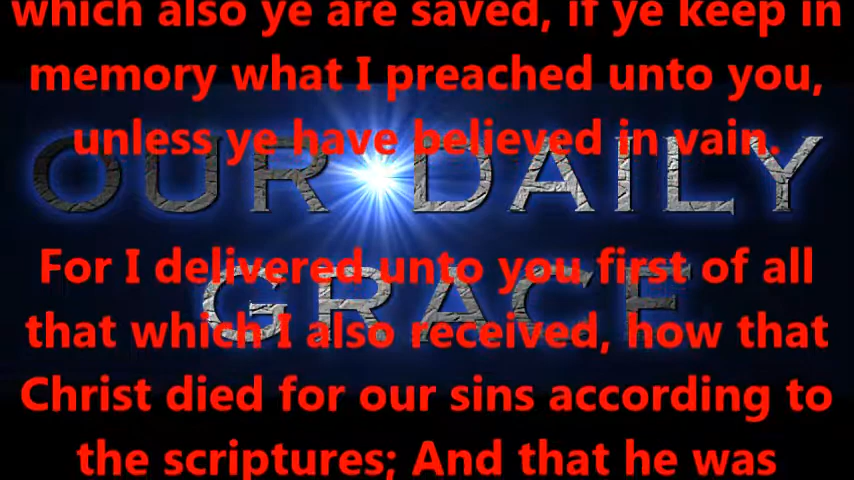 which also ye are saved, if ye keep in
memory what I preached unto you,
unless ye have believed in vain.
OUR DAILY
For I delivered unto you first of all
GRACE
that which I also received, how that
Christ died for our sins according to
the scriptures; And that he was